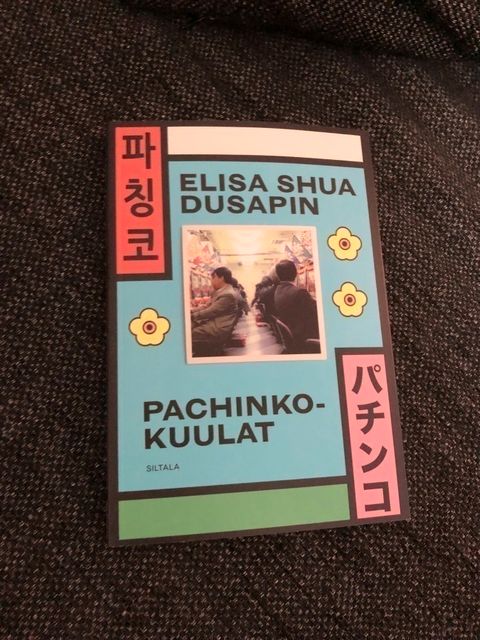 파칭코
ELISA SHUA
DUSAPIN
PACHINKO-
KUULAT
SILTALA
パチンコ